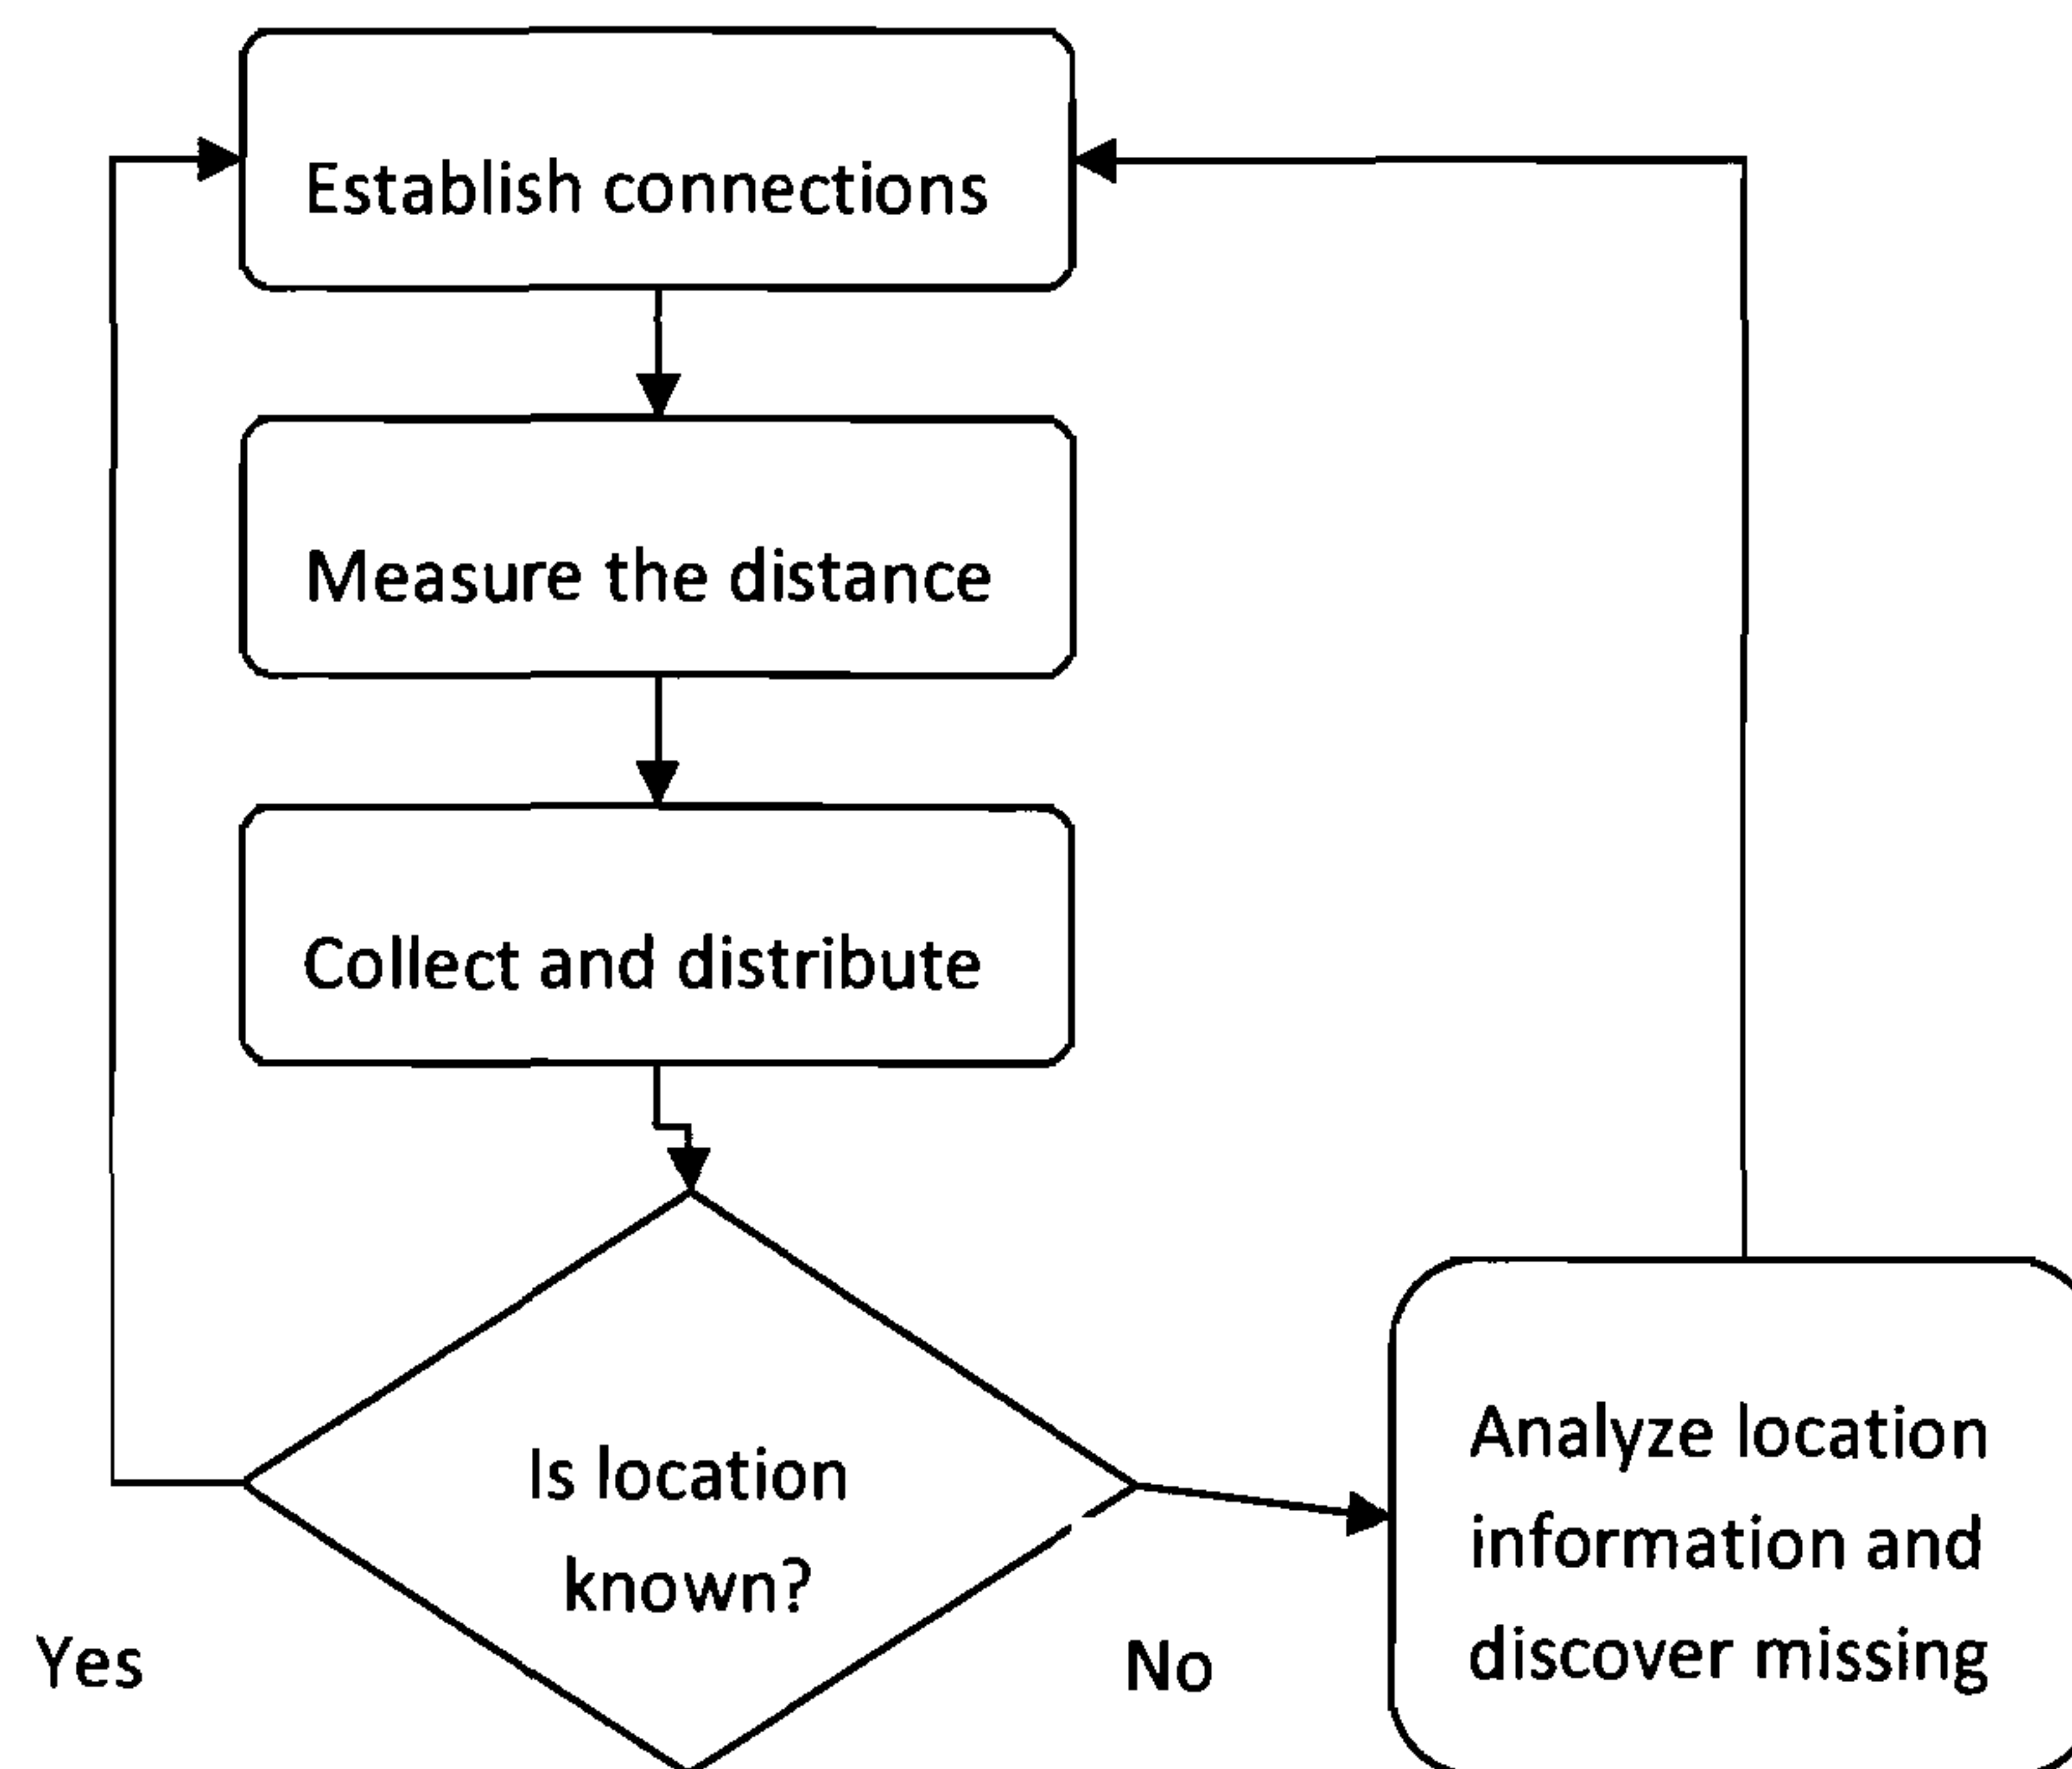 Establish connections
Measure the distance
Collect and distribute
Is location
known?
Yes
No
Analyze location
information and
discover missing